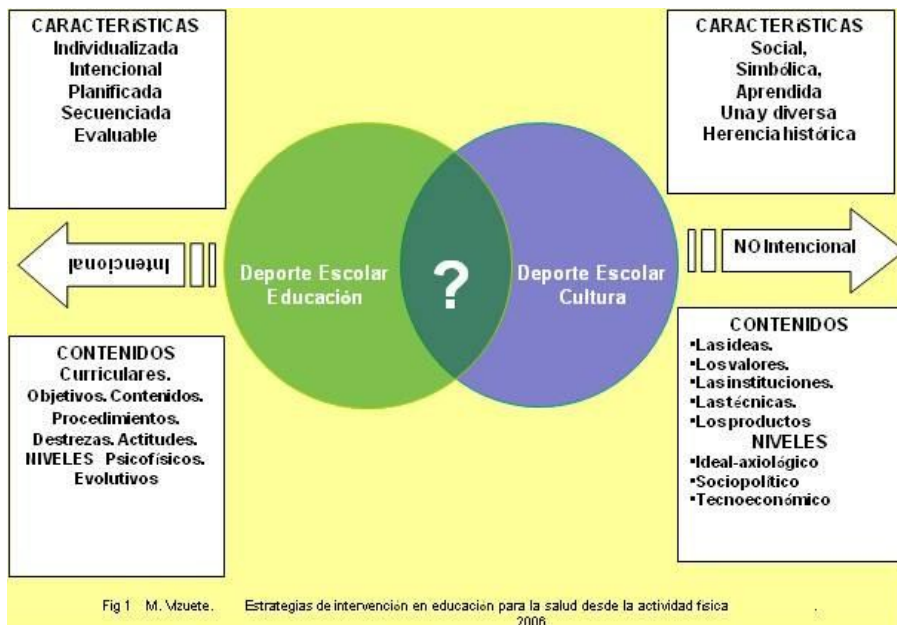 CARACTERíSTICAS
Individualizada
Intencional
Planificada
Secuenciada
Evaluable
CARACTERíSTICAS
Social,
Simbólica,
Aprendida
Una y diversa
Herencia histórica
Intencional
Deporte Escolar
Educación
?
Deporte Escolar
Cultura
NO Intencional
CONTENIDOS
Curriculares.
Objetivos. Contenidos.
Procedimientos.
Destrezas. Actitudes.
NIVELES Psicofísicos.
Evolutivos
CONTENIDOS
▪Las ideas.
▪Los valores.
▪Las instituciones.
▪Las técnicas.
▪Los productos
NIVELES
▪Ideal-axiológico
▪Sociopolítico
▪Tecnoeconómico
Fig 1 M. Vizuete. Estrategias de intervención en educación para la salud desde la actividad física .
2006